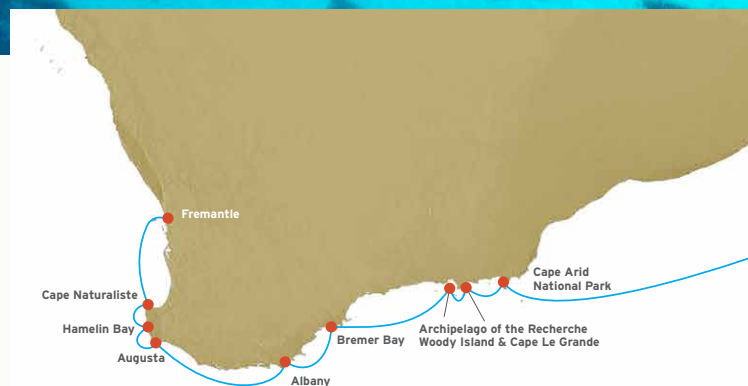 Fremantle
Cape Naturaliste
Hamelin Bay
Augusta
Albany
Bremer Bay
Archipelago of the Recherche
Woody Island & Cape Le Grande
Cape Arid
National Park